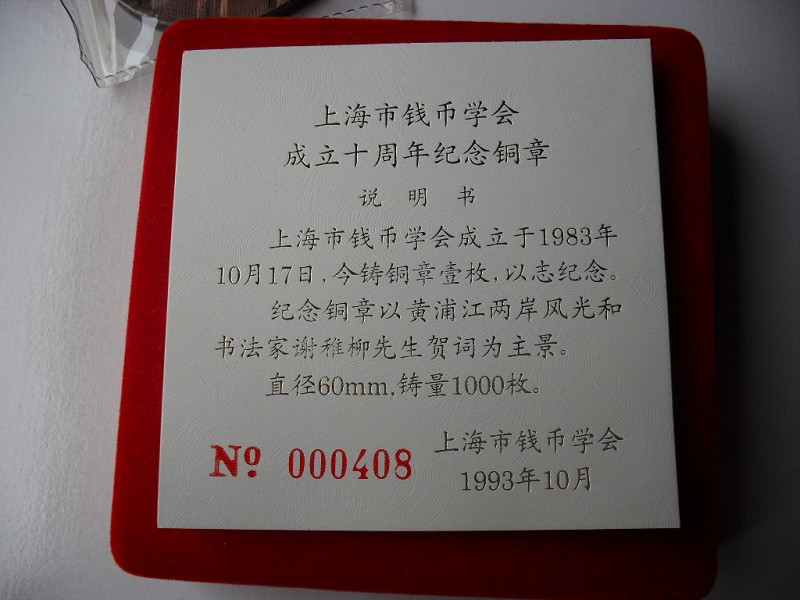 上海市钱币学会
成立十周年纪念铜章
说 明 书
上海市钱币学会成立于1983年
10月17日,今铸铜章壹枚,以志纪念。
纪念铜章以黄浦江两岸风光和
书法家谢稚柳先生贺词为主景。
直径60mm,铸量1000枚。
上海市钱币学会
Nº 000408
1993年10月